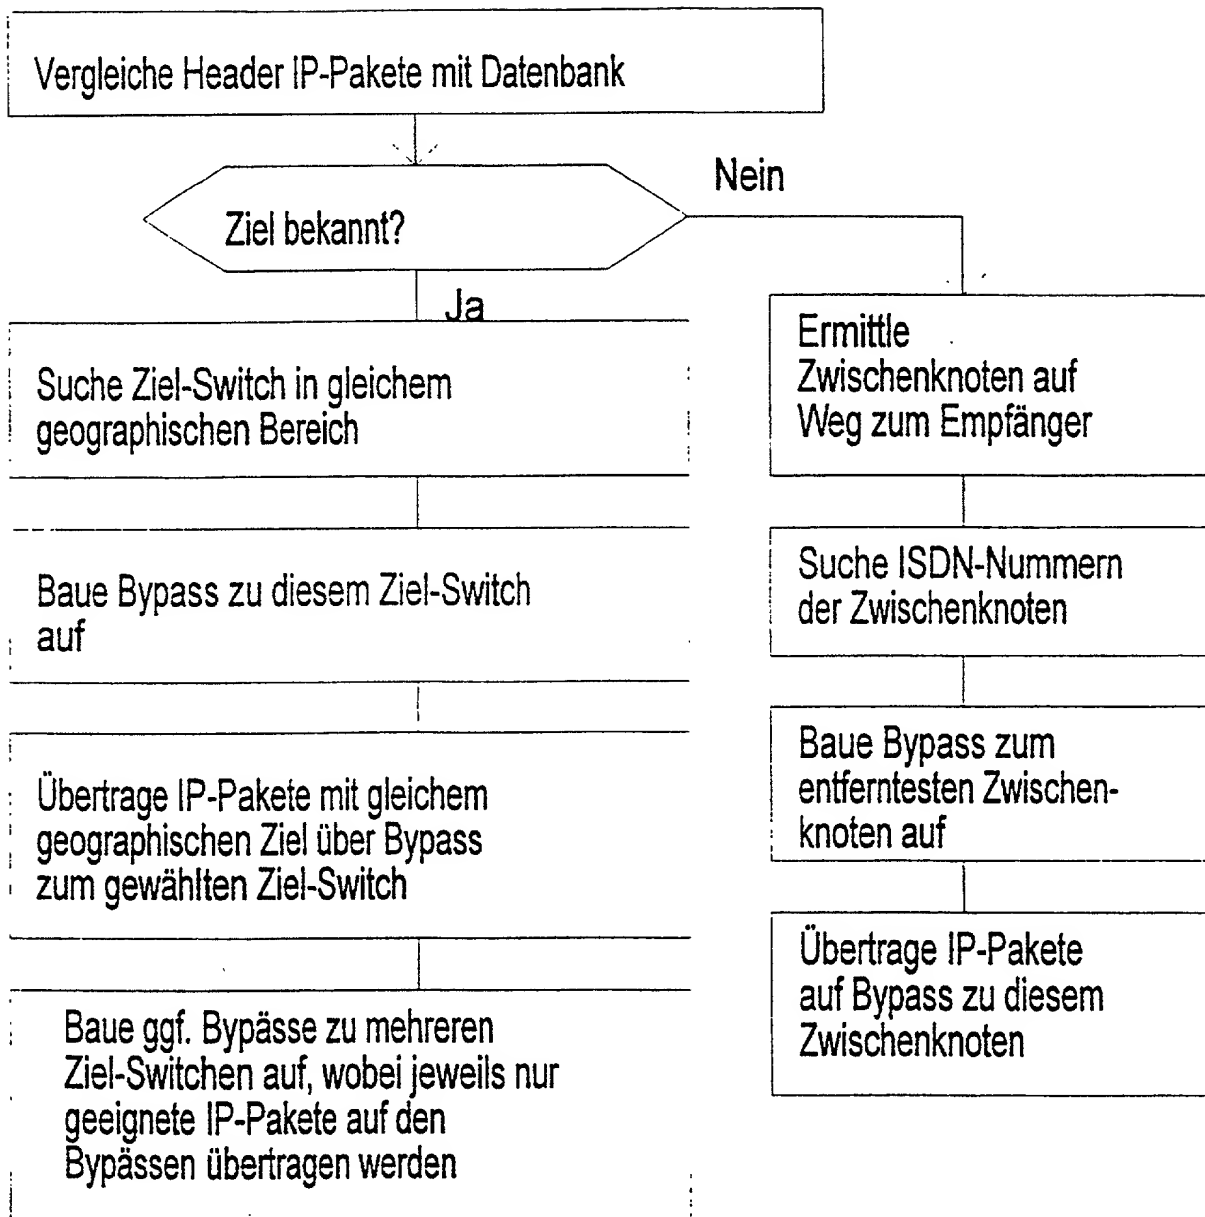 Vergleiche Header IP-Pakete mit Datenbank
Ziel bekannt?
Nein
Ja
Suche Ziel-Switch in gleichem
geographischen Bereich
Baue Bypass zu diesem Ziel-Switch
auf
Übertrage IP-Pakete mit gleichem
geographischen Ziel über Bypass
zum gewählten Ziel-Switch
Baue ggf. Bypässe zu mehreren
Ziel-Switchen auf, wobei jeweils nur
geeignete IP-Pakete auf den
Bypässen übertragen werden
Ermittle
Zwischenknoten auf
Weg zum Empfänger
Suche ISDN-Nummern
der Zwischenknoten
Baue Bypass zum
entferntesten Zwischen-
knoten auf
Übertrage IP-Pakete
auf Bypass zu diesem
Zwischenknoten